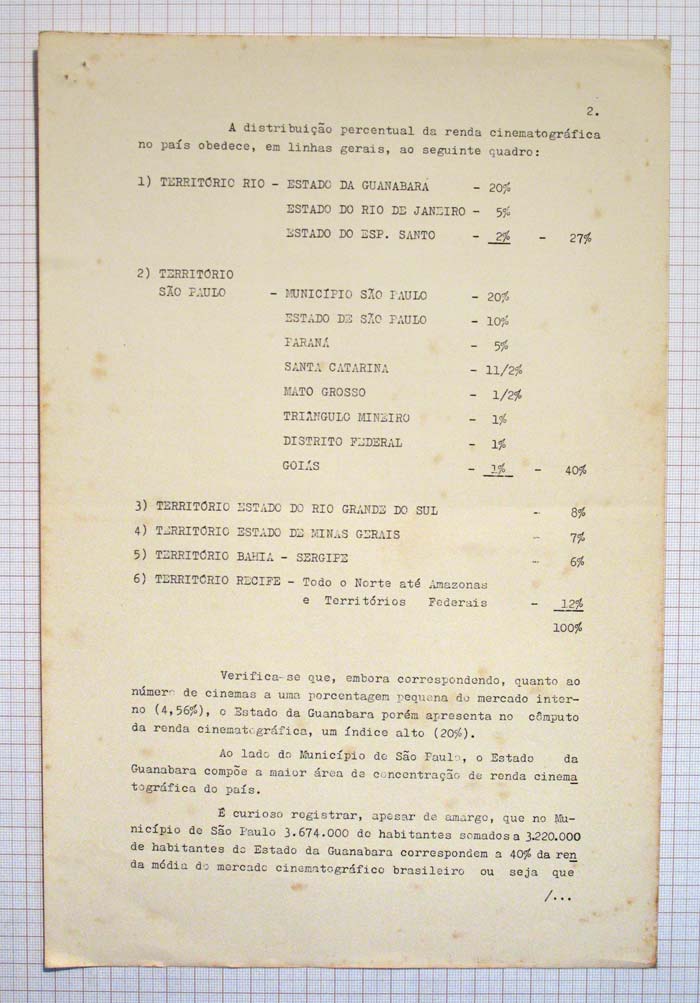 2.
A distribuição percentual da renda cinematográfica
no país obedece, em linhas gerais, ao seguinte quadro:
1) TERRITÓRIO RIO - ESTADO DA GUANABARA - 20%
ESTADO DO RIO DE JANEIRO - 5%
ESTADO DO ESP. SANTO - 2% - 27%
2) TERRITÓRIO
SÃO PAULO - MUNICÍPIO SÃO PAULO - 20%
ESTADO DE SÃO PAULO - 10%
PARANÁ - 5%
SANTA CATARINA - 11/2%
MATO GROSSO - 1/2%
TRIÂNGULO MINEIRO - 1%
DISTRITO FEDERAL - 1%
GOIÁS - 1% - 40%
3) TERRITÓRIO ESTADO DO RIO GRANDE DO SUL - 8%
4) TERRITÓRIO ESTADO DE MINAS GERAIS - 7%
5) TERRITÓRIO BAHIA - SERGIPE - 6%
6) TERRITÓRIO RECIFE - Todo o Norte até Amazonas
e Territórios Federais - 12%
100%
Verifica-se que, embora correspondendo, quanto ao
número de cinemas a uma porcentagem pequena do mercado inter-
no (4,56%), o Estado da Guanabara porém apresenta no cômputo
da renda cinematográfica, um índice alto (20%).
Ao lado do Município de São Paulo, o Estado da
Guanabara compõe a maior área de concentração de renda cinema
tográfica do país.
É curioso registrar, apesar de amargo, que no Mu-
nicípio de São Paulo 3.674.000 de habitantes somados a 3.220.000
de habitantes do Estado da Guanabara correspondem a 40% da ren
da média do mercado cinematográfico brasileiro ou seja que
/...